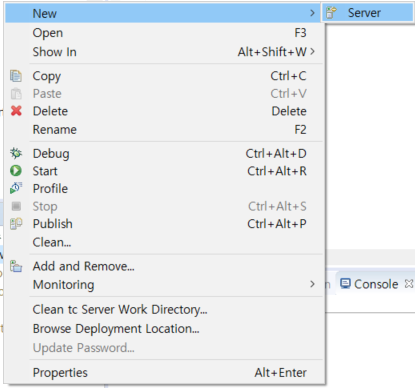 New > Server
Open F3
Show In Alt+Shift+W >
Copy Ctrl+C
Paste Ctrl+V
Delete Delete
Rename F2
Debug Ctrl+Alt+D
Start Ctrl+Alt+R
Profile
Stop Ctrl+Alt+S
Publish Ctrl+Alt+P
Clean...
Add and Remove...
Monitoring >
Console
Clean tc Server Work Directory...
Browse Deployment Location...
Update Password...
Properties Alt+Enter